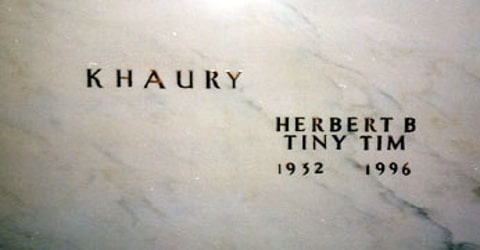 KHAURY
HERBERT B
TINY TIM
1932 1996